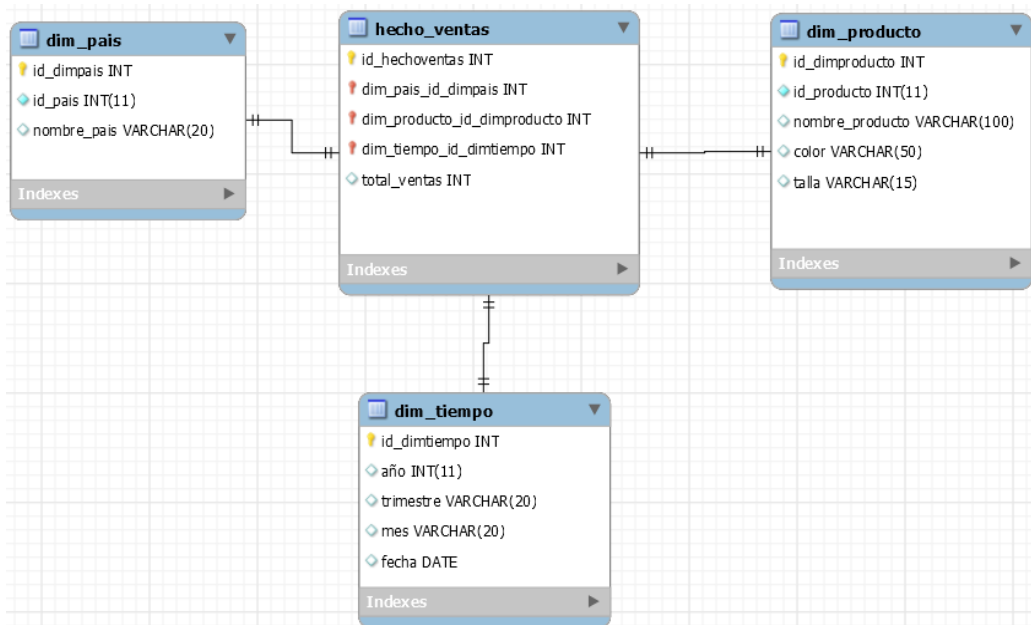 dim_pais
id_dimpais INT
id_pais INT(11)
nombre_pais VARCHAR(20)
Indexes
hecho_ventas
id_hechoventas INT
dim_pais_id_dimpais INT
dim_producto_id_dimproducto INT
dim_tiempo_id_dimtiempo INT
total_ventas INT
Indexes
dim_producto
id_dimproducto INT
id_producto INT(11)
nombre_producto VARCHAR(100)
color VARCHAR(50)
talla VARCHAR(15)
Indexes
dim_tiempo
id_dimtiempo INT
año INT(11)
trimestre VARCHAR(20)
mes VARCHAR(20)
fecha DATE
Indexes